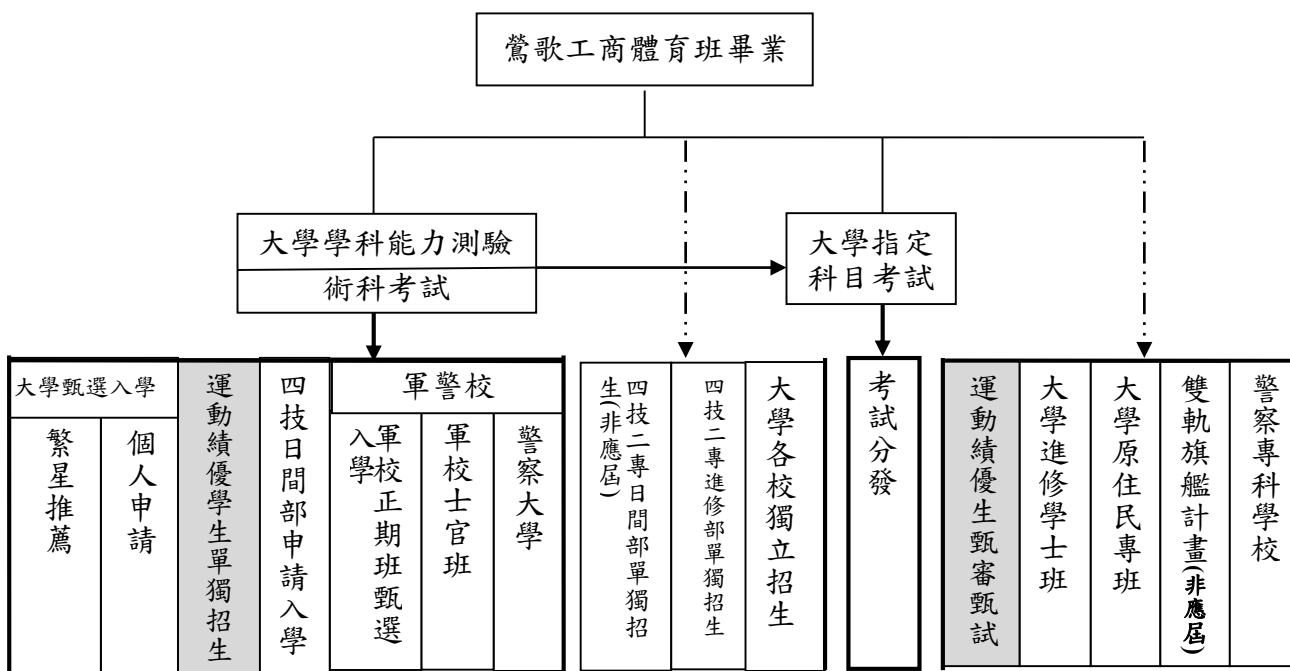 鶯歌工商體育班畢業
大學學科能力測驗
術科考試
大學指定
科目考試
大學甄選入學
繁星推薦
個人申請
運動績優學生單獨招生
四技日間部申請入學
軍警校
軍校正期班甄選
入學
軍校士官班
警察大學
四技二專日間部單獨招
生(非應屆)
四技二專進修部單獨招生
大學各校獨立招生
考試分發
運動績優生甄審甄試
大學進修學士班
大學原住民專班
雙軌旗艦計畫(非應屆)
警察專科學校